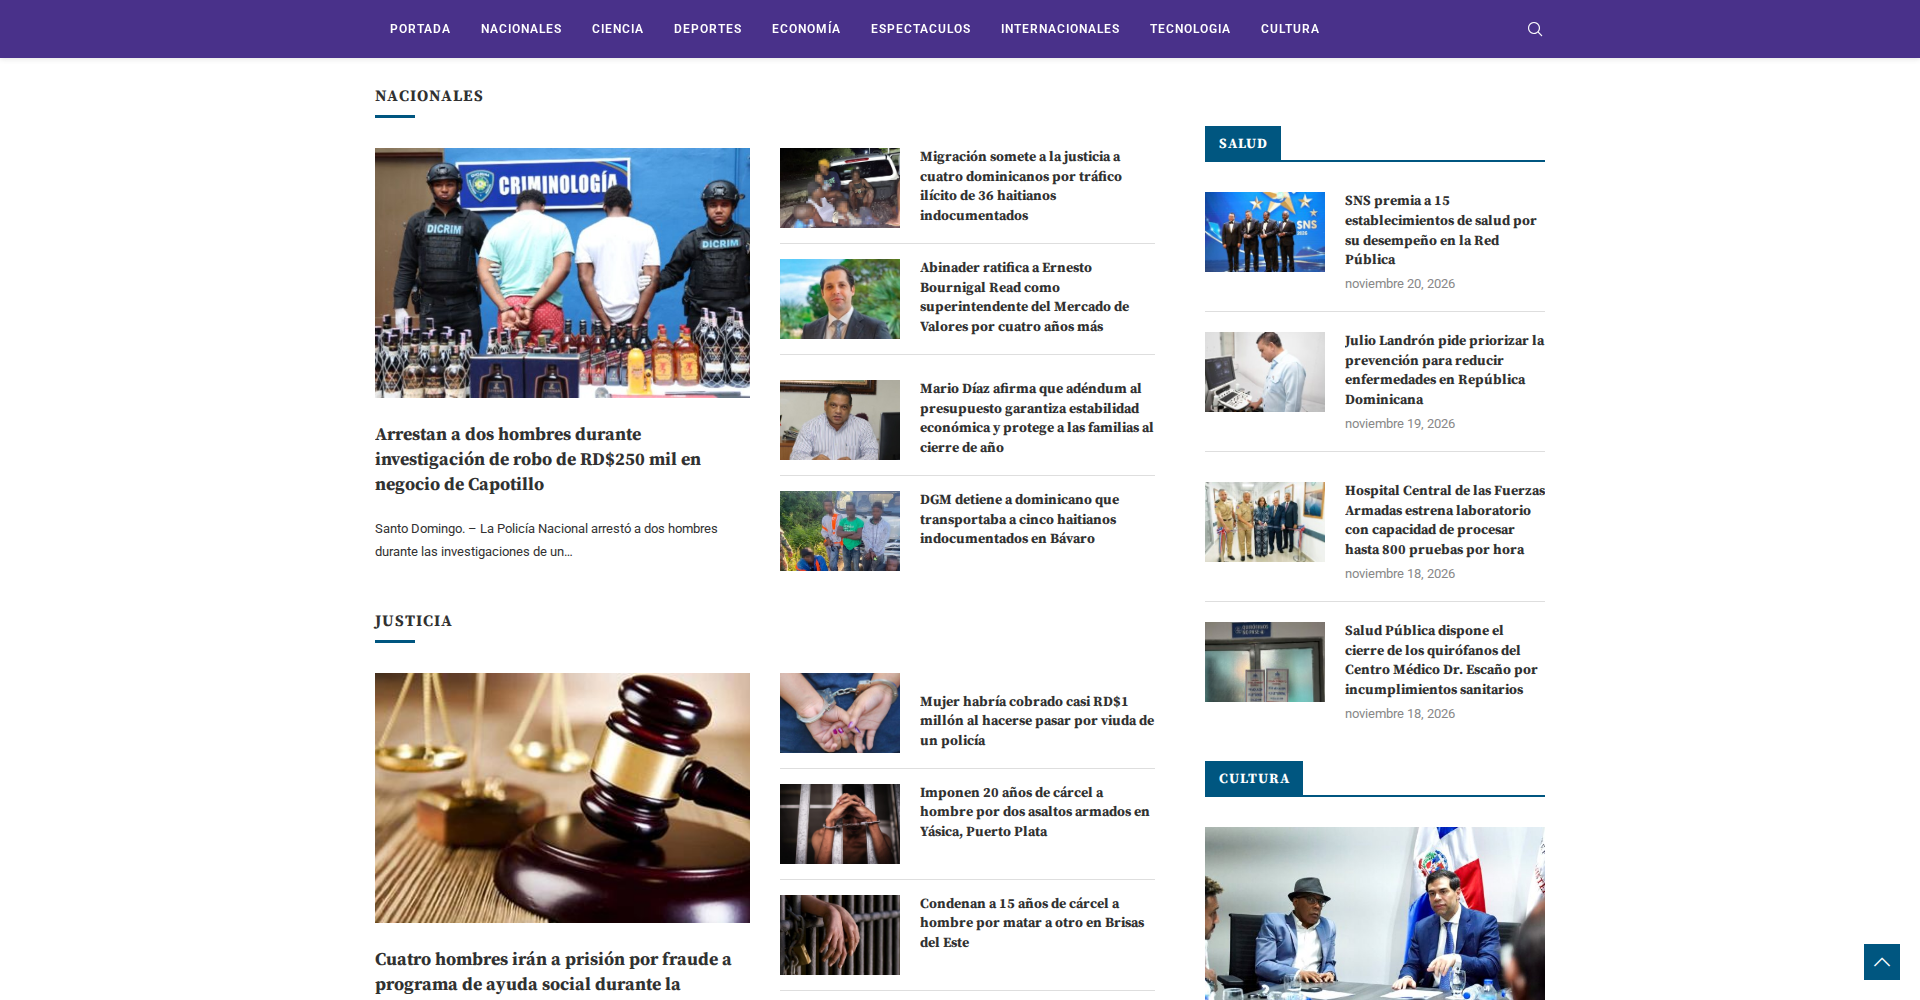 PORTADA NACIONALES CIENCIA DEPORTES ECONOMÍA ESPECTACULOS INTERNACIONALES TECNOLOGIA CULTURA
NACIONALES
CRIMINOLOGÍA
DICRIM
DICRIM
Arrestan a dos hombres durante
investigación de robo de RD$250 mil en
negocio de Capotillo
Santo Domingo. – La Policía Nacional arrestó a dos hombres
durante las investigaciones de un...
Migración somete a la justicia a
cuatro dominicanos por tráfico
ilícito de 36 haitianos
indocumentados
Abinader ratifica a Ernesto
Bournigal Read como
superintendente del Mercado de
Valores por cuatro años más
Mario Díaz afirma que adéndum al
presupuesto garantiza estabilidad
económica y protege a las familias al
cierre de año
DGM detiene a dominicano que
transportaba a cinco haitianos
indocumentados en Bávaro
JUSTICIA
Cuatro hombres irán a prisión por fraude a
programa de ayuda social durante la
Mujer habría cobrado casi RD$1
millón al hacerse pasar por viuda de
un policía
Imponen 20 años de cárcel a
hombre por dos asaltos armados en
Yásica, Puerto Plata
Condenan a 15 años de cárcel a
hombre por matar a otro en Brisas
del Este
SALUD
SNS
SNS premia a 15
establecimientos de salud por
su desempeño en la Red
Pública
noviembre 20, 2026
Julio Landrón pide priorizar la
prevención para reducir
enfermedades en República
Dominicana
noviembre 19, 2026
Hospital Central de las Fuerzas
Armadas estrena laboratorio
con capacidad de procesar
hasta 800 pruebas por hora
noviembre 18, 2026
Salud Pública dispone el
cierre de los quirófanos del
Centro Médico Dr. Escaño por
incumplimientos sanitarios
noviembre 18, 2026
CULTURA